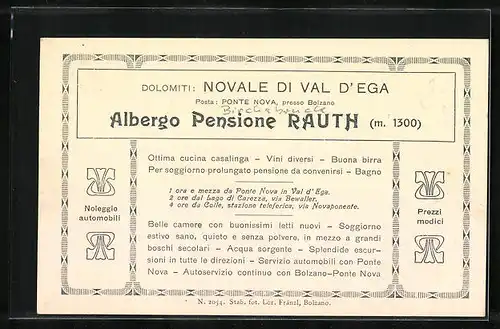 DOLOMITI: NOVALE DI VAL D'EGA
Posta: PONTE NOVA, presso Bolzano
Albergo Pensione RAUTH (m. 1300)
Ottima cucina casalinga – Vini diversi – Buona birra
Per soggiorno prolungato pensione da convenirsi – Bagno
Noleggio
automobili
1 ora e mezza da Ponte Nova in Val d'Ega.
2 ore dal Lago di Carezza, via Bewaller.
4 ore da Colle, stazione teleferica, via Novaponente.
Prezzi
modici
Belle camere con buonissimi letti nuovi – Soggiorno
estivo sano, quieto e senza polvere, in mezzo a grandi
boschi secolari – Acqua sorgente – Splendide escur-
sioni in tutte le direzioni – Servizio automobili con Ponte
Nova – Autoservizio continuo con Bolzano-Ponte Nova
N. 2054. Stab. fot. Lor. Fränzl, Bolzano.